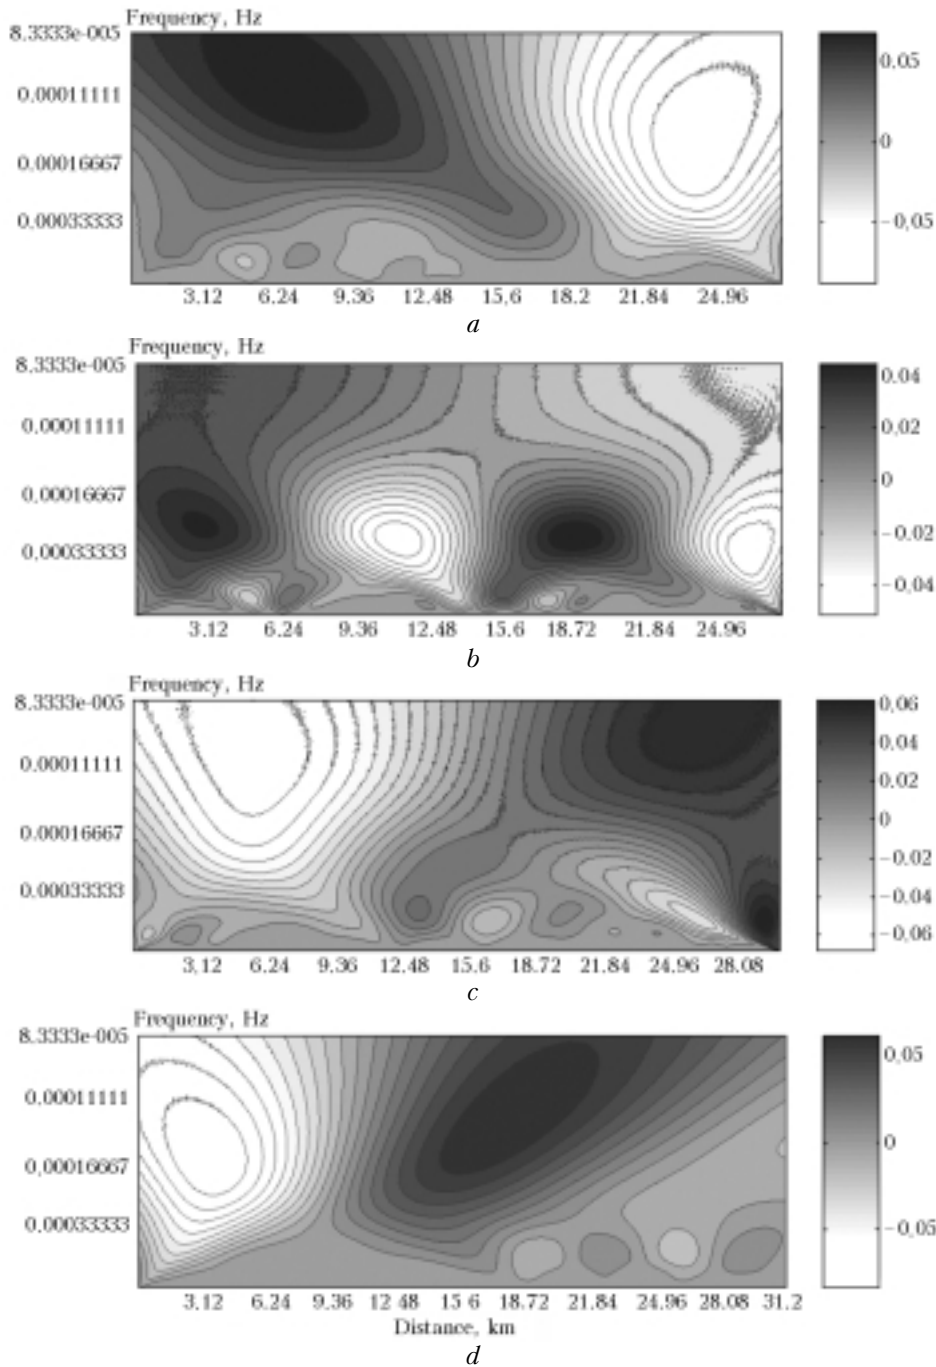 Frequency, Hz
8.3333e-005
0.00011111
0.00016667
0.00033333
0,05
0
−0,05
3.12 6.24 9.36 12.48 15,6 18.2 21.84 24.96
a
Frequency, Hz
8.3333e-005
0.00011111
0.00016667
0.00033333
0.04
0.02
0
−0.02
−0.04
3.12 6.24 9.36 12.48 15.6 18.72 21.84 24.96
b
Frequency, Hz
8.3333e-005
0.00011111
0.00016667
0.00033333
0.06
0.04
0.02
0
−0.02
−0.04
−0.06
3.12 6.24 9.36 12.48 15.6 18.72 21.84 24.96 28.08
c
Frequency, Hz
8.3333e-005
0,00011111
0,00016667
0.00033333
0,05
0
−0,05
3.12 6.24 9.36 12 48 15 6 18.72 21.84 24.96 28.08 31.2
Distance, km
d